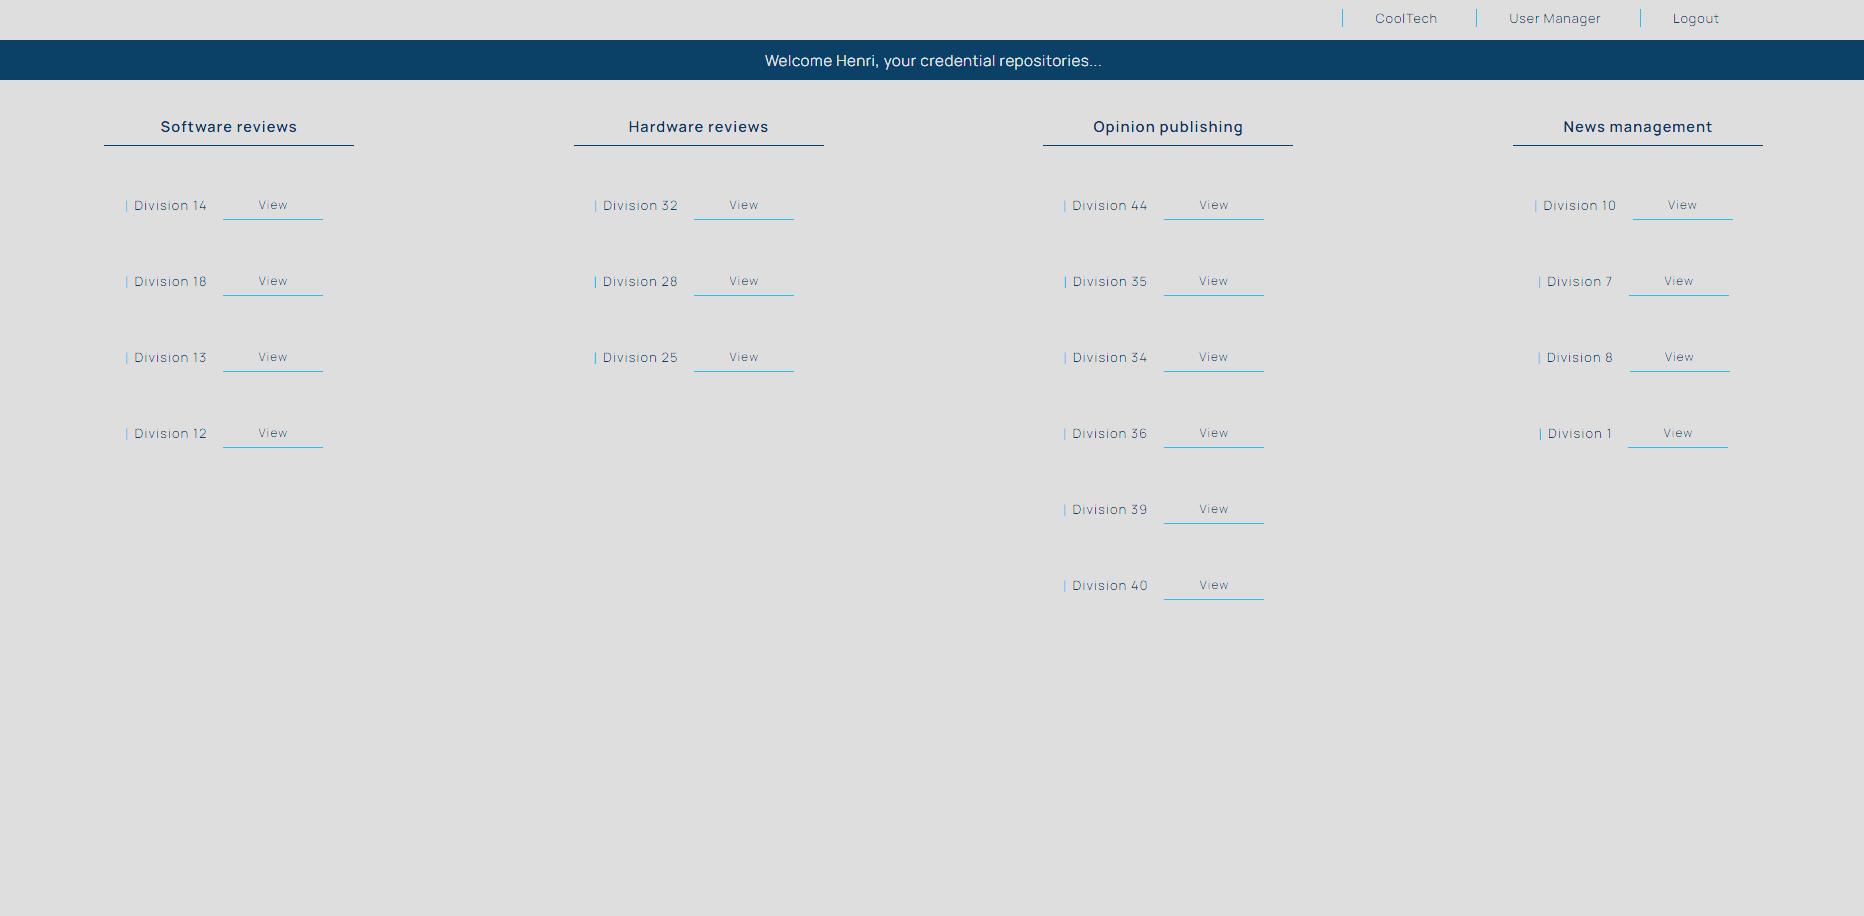 CoolTech User Manager Logout
Welcome Henri, your credential repositories...
Software reviews
Division 14 View
Division 18 View
Division 13 View
Division 12 View
Hardware reviews
Division 32 View
Division 28 View
Division 25 View
Opinion publishing
Division 44 View
Division 35 View
Division 34 View
Division 36 View
Division 39 View
Division 40 View
News management
Division 10 View
Division 7 View
Division 8 View
Division 1 View